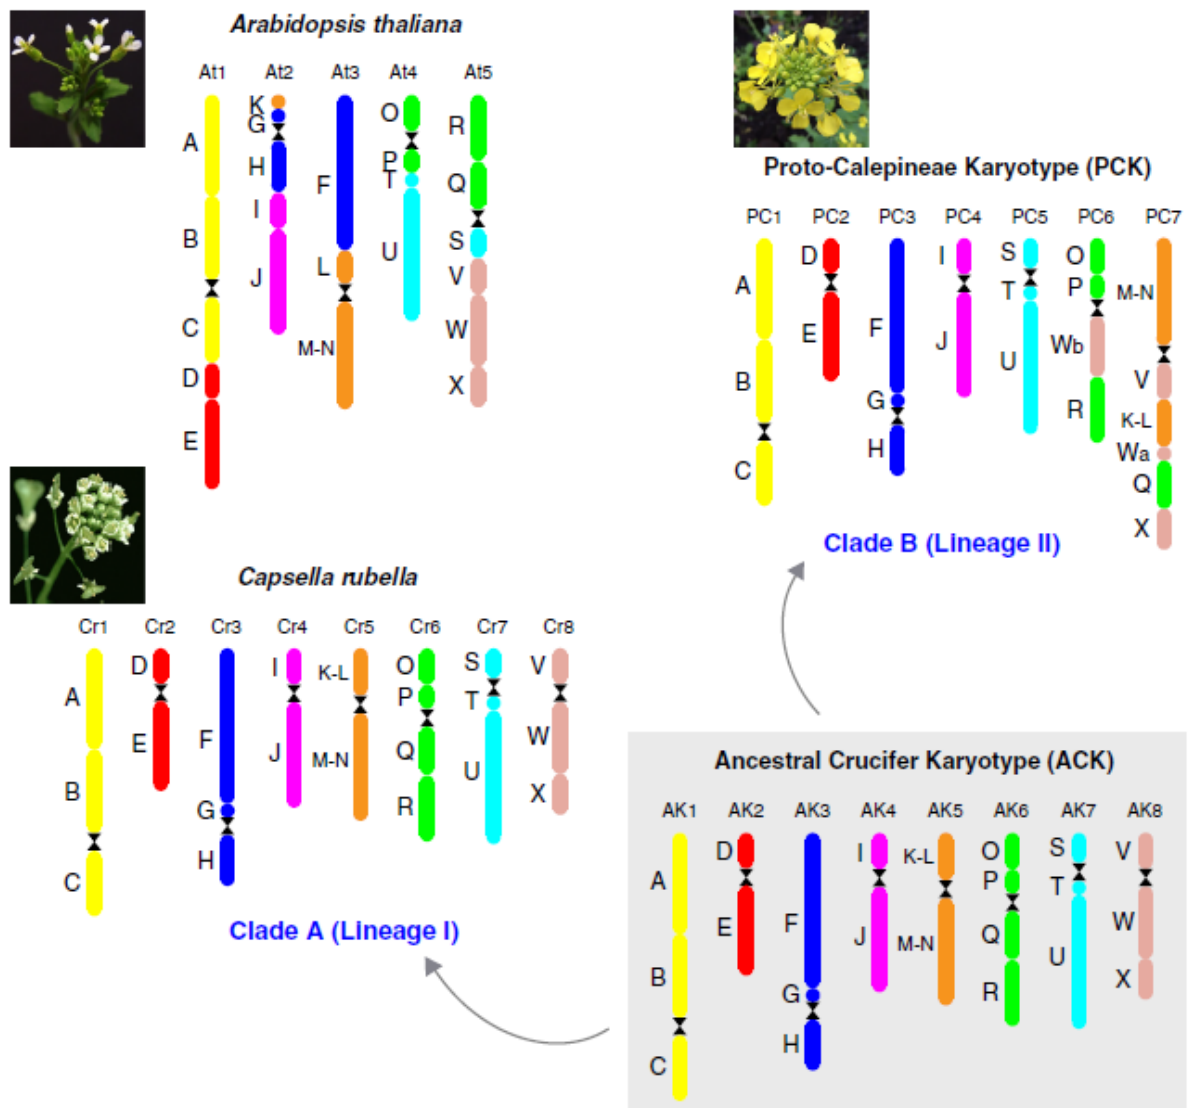 Arabidopsis thaliana
At1 At2 At3 At4 At5
A
B
C
D
E
K
G
H
I
J
F
L
M-N
O
P
T
U
R
Q
S
V
W
X
Proto-Calepineae Karyotype (PCK)
PC1 PC2 PC3 PC4 PC5 PC6 PC7
A
B
C
D
E
F
G
H
I
J
S
T
U
O
P
Wb
R
M-N
V
K-L
Wa
Q
X
Clade B (Lineage II)
Capsella rubella
Cr1 Cr2 Cr3 Cr4 Cr5 Cr6 Cr7 Cr8
A
B
C
D
E
F
G
H
I
J
K-L
M-N
O
P
Q
R
S
T
U
V
W
X
Clade A (Lineage I)
Ancestral Crucifer Karyotype (ACK)
AK1 AK2 AK3 AK4 AK5 AK6 AK7 AK8
A
B
C
D
E
F
G
H
I
J
K-L
M-N
O
P
Q
R
S
T
U
V
W
X